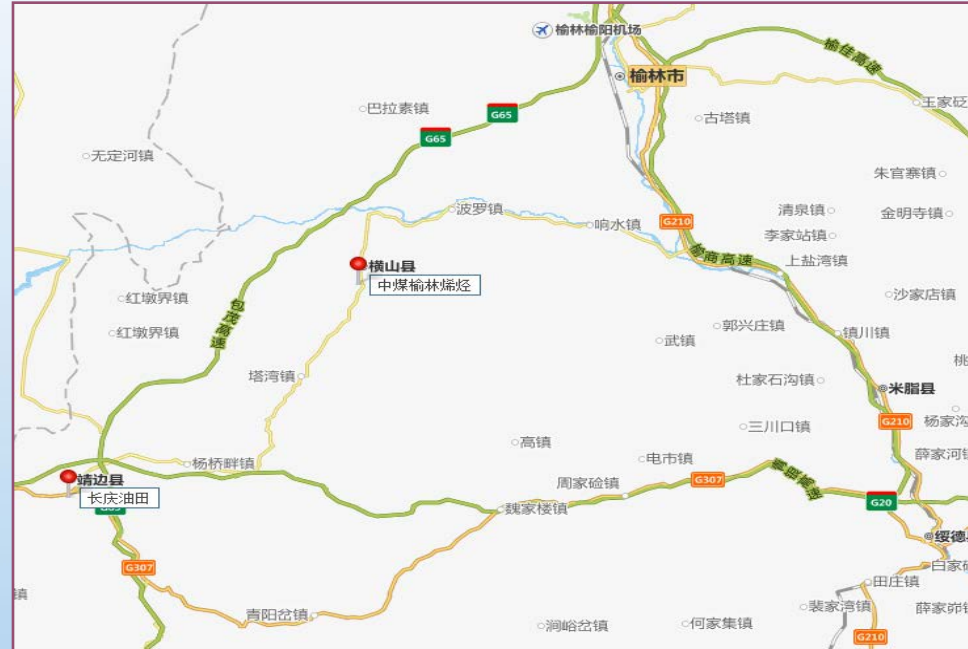 榆林榆阳机场
榆佳高速
榆林市
王家砭
巴拉素镇
G65
古塔镇
G65
无定河镇
朱官寨镇
波罗镇
清泉镇
金明寺镇
响水镇
G210
李家站镇
榆商高速
上盐湾镇
横山县
中煤榆林烯烃
红墩界镇
沙家店镇
包茂高速
红墩界镇
郭兴庄镇
镇川镇
武镇
桃
塔湾镇
杜家石沟镇
米脂县
G210
杨家沟
三川口镇
高镇
薛家河镇
杨桥畔镇
电市镇
靖边县
周家硷镇
G307
长庆油田
G20
魏家楼镇
绥德县
G307
白家硷
田庄镇
镇
青阳岔镇
裴家湾镇
薛家峁镇
涧峪岔镇
何家集镇
G210